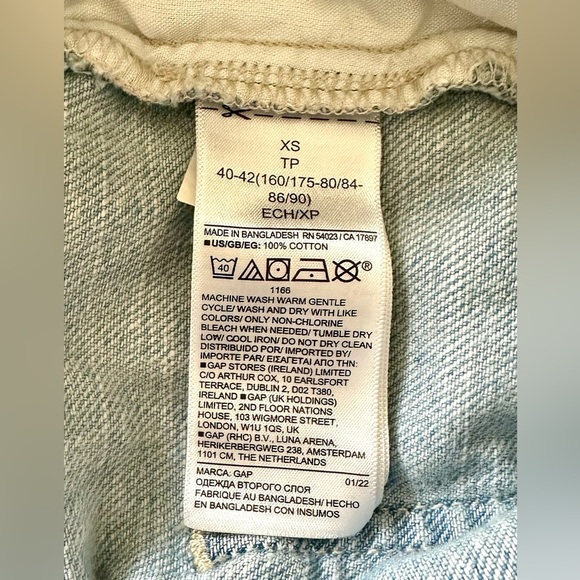 XS
TP
40-42(160/175-80/84-
86/90)
ECH/XP
MADE IN BANGLADESH RN 54023 / CA 17897
■US/GB/EG: 100% COTTON
40
®
1166
MACHINE WASH WARM GENTLE
CYCLE/ WASH AND DRY WITH LIKE
COLORS/ ONLY NON-CHLORINE
BLEACH WHEN NEEDED/ TUMBLE DRY
LOW/ COOL IRON/ DO NOT DRY CLEAN
DISTRIBUIDO POR/ IMPORTED BY/
IMPORTE PAR/ ΕΙΣΑΓΕΤΑΙ ΑΠΟ ΤΗΝ:
■GAP STORES (IRELAND) LIMITED
C/O ARTHUR COX, 10 EARLSFORT
TERRACE, DUBLIN 2, D02 T380,
IRELAND ■GAP (UK HOLDINGS)
LIMITED, 2ND FLOOR NATIONS
HOUSE, 103 WIGMORE STREET,
LONDON, W1U 1QS, UK
■GAP (RHC) B.V., LUNA ARENA,
HERIKERBERGWEG 238, AMSTERDAM
1101 CM, THE NETHERLANDS
MARCA: GAP 01/22
ОДЕЖДА ВТОРОГО СЛОЯ
FABRIQUE AU BANGLADESH/ HECHO
EN BANGLADESH CON INSUMOS